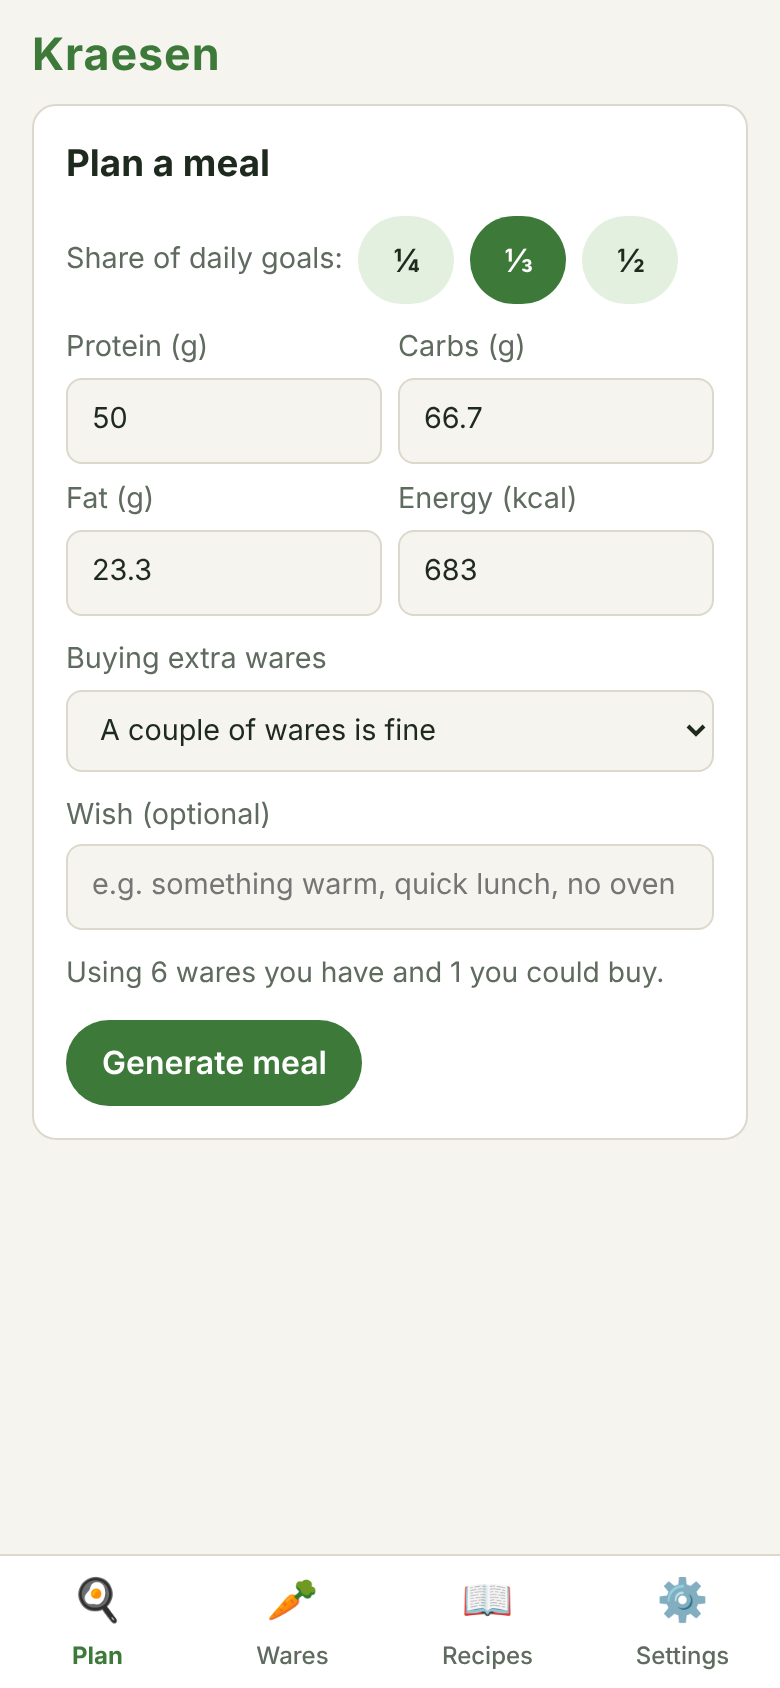 Kraesen
Plan a meal
Share of daily goals: ¼ ⅓ ½
Protein (g) Carbs (g)
50 66.7
Fat (g) Energy (kcal)
23.3 683
Buying extra wares
A couple of wares is fine
Wish (optional)
e.g. something warm, quick lunch, no oven
Using 6 wares you have and 1 you could buy.
Generate meal
Plan Wares Recipes Settings